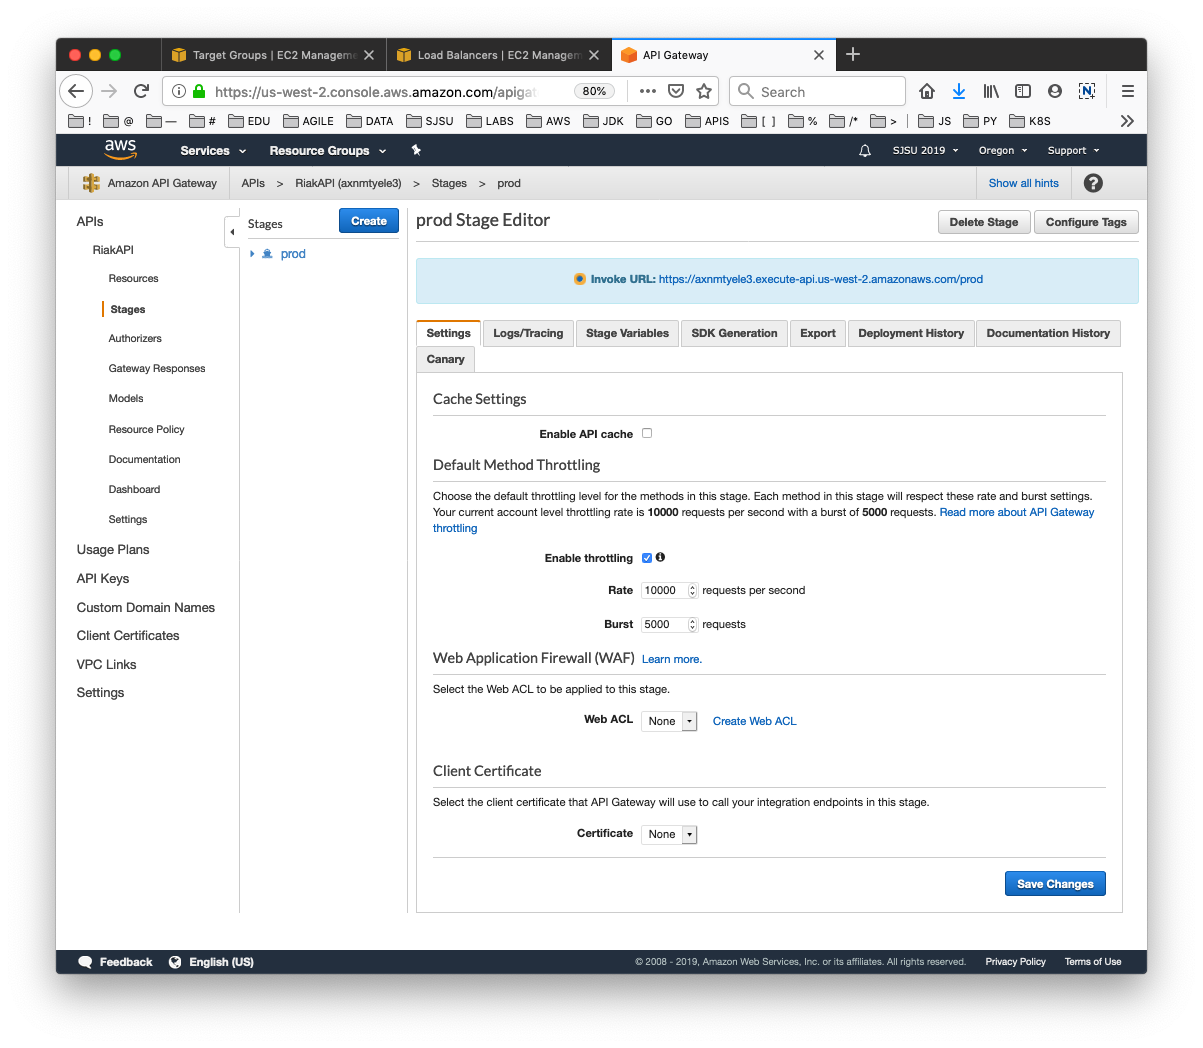 Target Groups | EC2 Manageme
Load Balancers | EC2 Managem
API Gateway
https://us-west-2.console.aws.amazon.com/apigat
80%
Search
!
@
—
#
EDU
AGILE
DATA
SJSU
LABS
AWS
JDK
GO
APIS
[ ]
%
/*
>
JS
PY
K8S
aws
Services
Resource Groups
SJSU 2019
Oregon
Support
Amazon API Gateway
APIs > RiakAPI (axnmtyele3) > Stages > prod
Show all hints
APIs
RiakAPI
Resources
Stages
Authorizers
Gateway Responses
Models
Resource Policy
Documentation
Dashboard
Settings
Usage Plans
API Keys
Custom Domain Names
Client Certificates
VPC Links
Settings
Stages
Create
prod
prod Stage Editor
Delete Stage
Configure Tags
Invoke URL: https://axnmtyele3.execute-api.us-west-2.amazonaws.com/prod
Settings
Logs/Tracing
Stage Variables
SDK Generation
Export
Deployment History
Documentation History
Canary
Cache Settings
Enable API cache
Default Method Throttling
Choose the default throttling level for the methods in this stage. Each method in this stage will respect these rate and burst settings.
Your current account level throttling rate is 10000 requests per second with a burst of 5000 requests. Read more about API Gateway
throttling
Enable throttling
Rate 10000 requests per second
Burst 5000 requests
Web Application Firewall (WAF) Learn more.
Select the Web ACL to be applied to this stage.
Web ACL None Create Web ACL
Client Certificate
Select the client certificate that API Gateway will use to call your integration endpoints in this stage.
Certificate None
Save Changes
Feedback
English (US)
© 2008 - 2019, Amazon Web Services, Inc. or its affiliates. All rights reserved.
Privacy Policy
Terms of Use